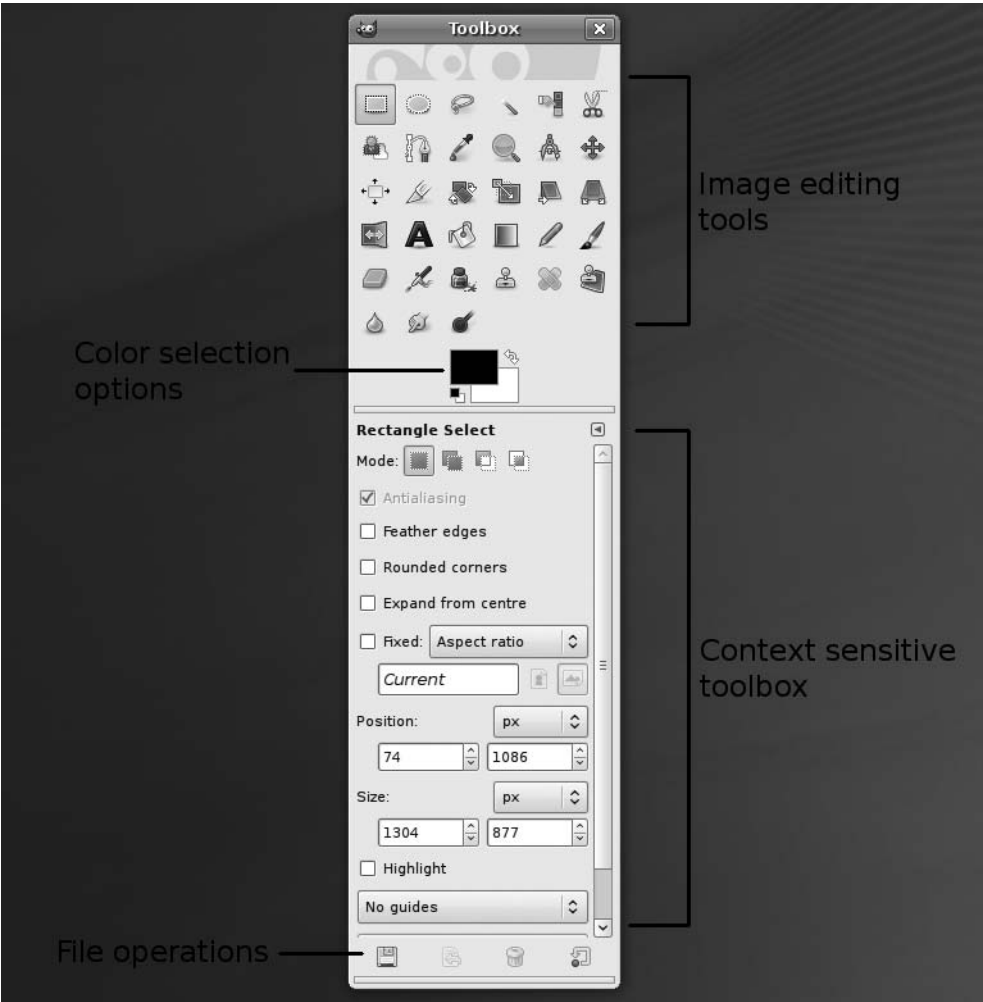 Toolbox
Image editing
tools
Color selection
options
Rectangle Select
Mode:
Antialiasing
Feather edges
Rounded corners
Expand from centre
Fixed: Aspect ratio
Current
Context sensitive
toolbox
Position: px
74 1086
Size: px
1304 877
Highlight
No guides
File operations